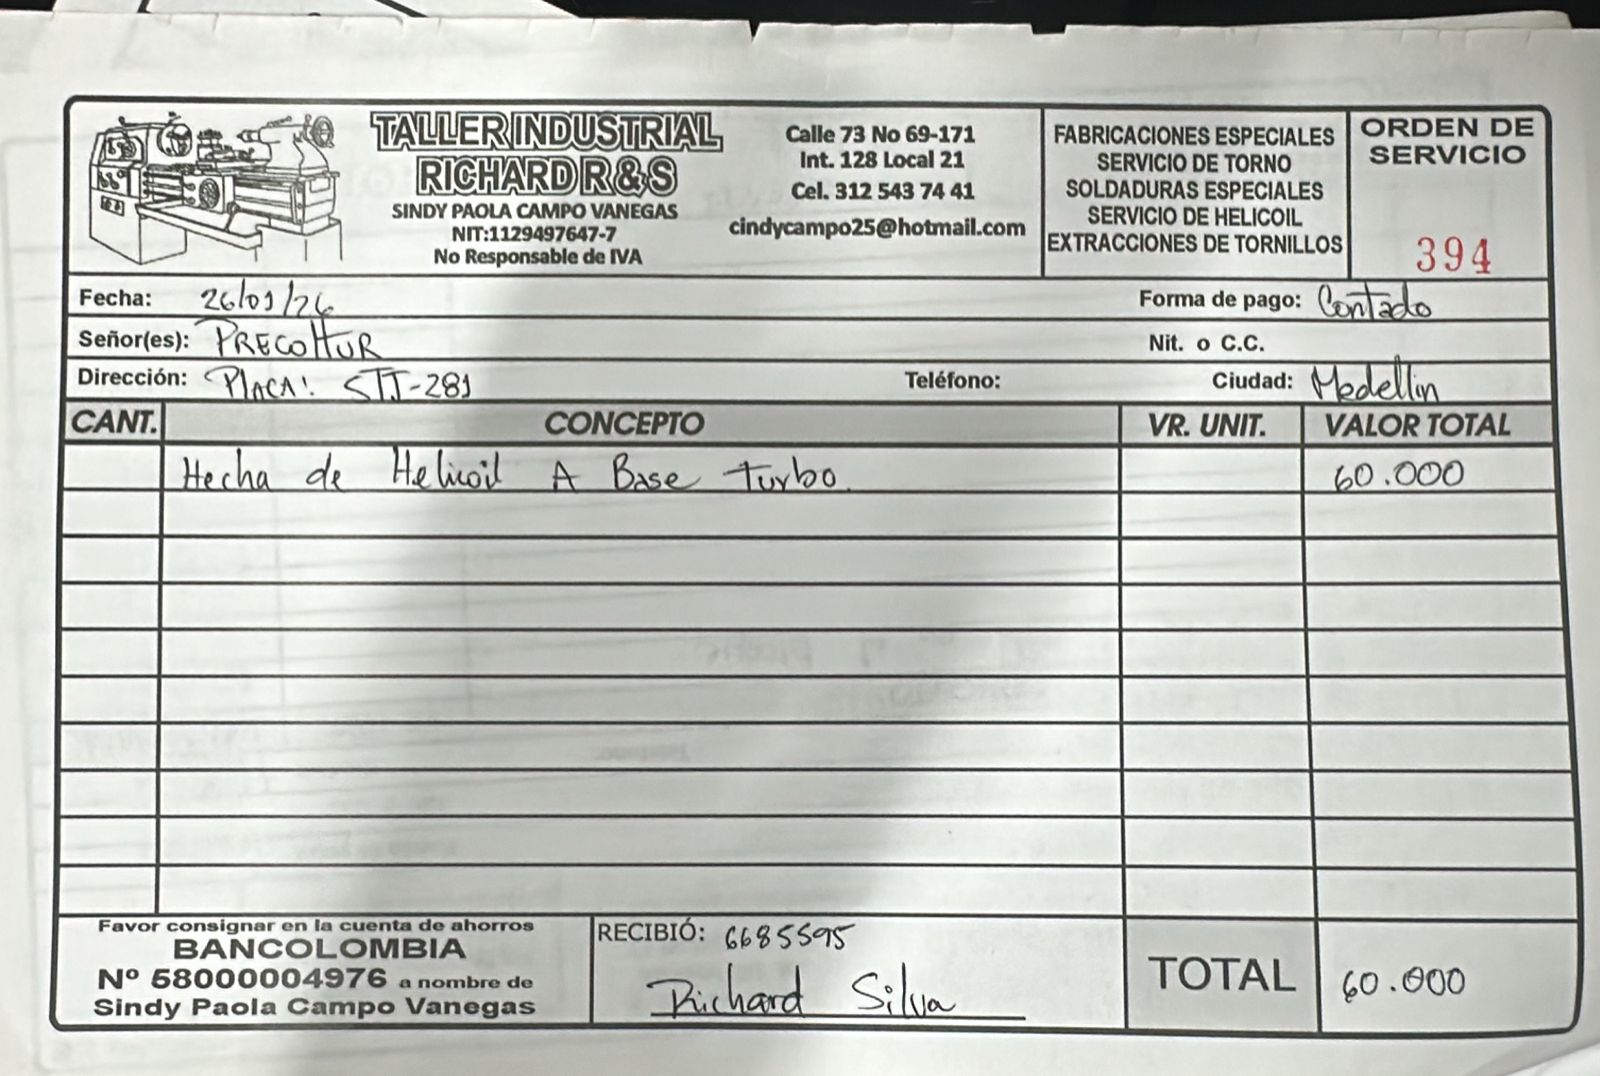 TALLER INDUSTRIAL
RICHARD R & S
SINDY PAOLA CAMPO VANEGAS
NIT:1129497647-7
No Responsable de IVA
Calle 73 No 69-171
Int. 128 Local 21
Cel. 312 543 74 41
cindycampo25@hotmail.com
FABRICACIONES ESPECIALES
SERVICIO DE TORNO
SOLDADURAS ESPECIALES
SERVICIO DE HELICOIL
EXTRACCIONES DE TORNILLOS
ORDEN DE
SERVICIO
394
Fecha: 26/01/26 Forma de pago: Contado
Señor(es): PRECOltUR Nit. o C.C.
Dirección: PlACA: STJ-281 Teléfono: Ciudad: Medellin
CANT. CONCEPTO VR. UNIT. VALOR TOTAL
Hecha de Helicoil A Base Turbo. 60.000
Favor consignar en la cuenta de ahorros
BANCOLOMBIA
Nº 58000004976 a nombre de
Sindy Paola Campo Vanegas
RECIBIÓ: 6685595
Richard Silva
TOTAL 60.000